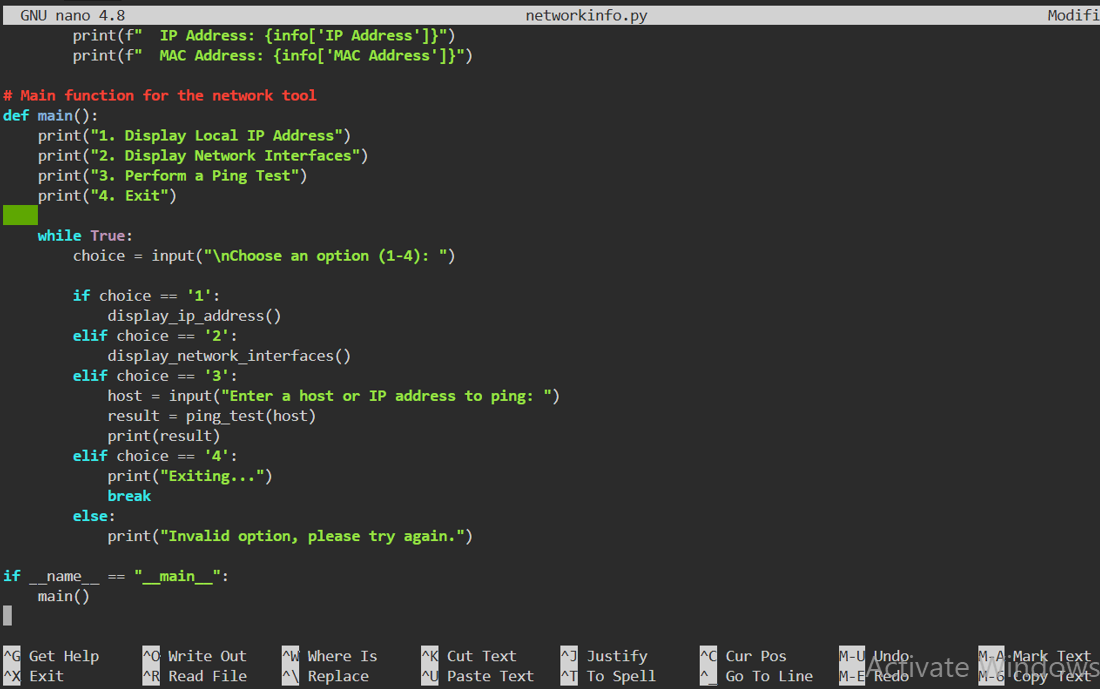 GNU nano 4.8 networkinfo.py Modifi
        print(f"  IP Address: {info['IP Address']}")
        print(f"  MAC Address: {info['MAC Address']}")

# Main function for the network tool
def main():
    print("1. Display Local IP Address")
    print("2. Display Network Interfaces")
    print("3. Perform a Ping Test")
    print("4. Exit")

    while True:
        choice = input("\nChoose an option (1-4): ")

        if choice == '1':
            display_ip_address()
        elif choice == '2':
            display_network_interfaces()
        elif choice == '3':
            host = input("Enter a host or IP address to ping: ")
            result = ping_test(host)
            print(result)
        elif choice == '4':
            print("Exiting...")
            break
        else:
            print("Invalid option, please try again.")

if __name__ == "__main__":
    main()

^G Get Help ^O Write Out ^W Where Is ^K Cut Text ^J Justify ^C Cur Pos M-U Undo M-A Mark Text
^X Exit ^R Read File ^\ Replace ^U Paste Text ^T To Spell ^_ Go To Line M-E Redo M-6 Copy Text
Activate Windows